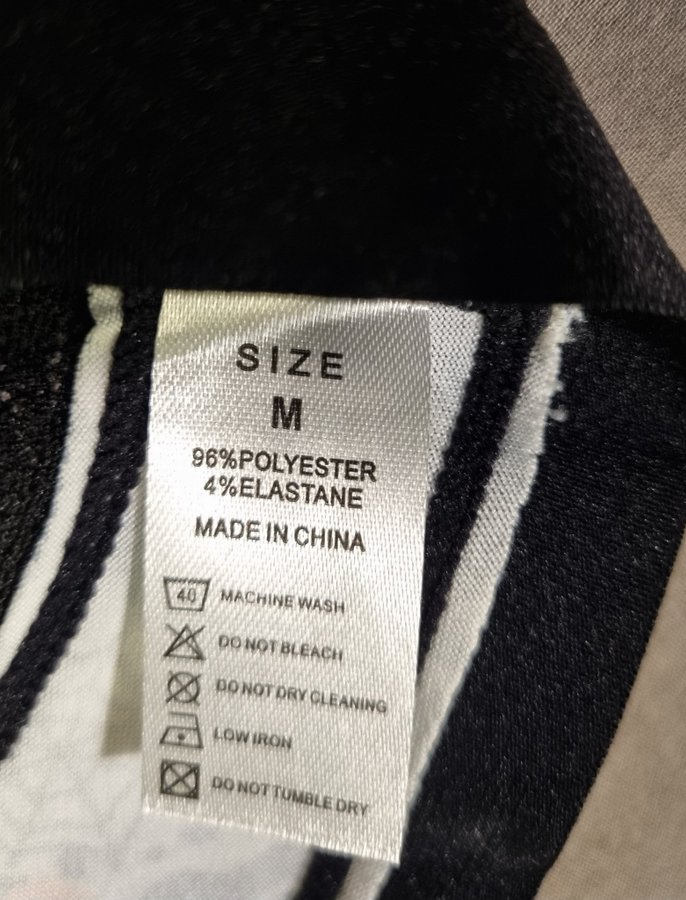 SIZE
M
96%POLYESTER
4%ELASTANE
MADE IN CHINA
40 MACHINE WASH
DO NOT BLEACH
DO NOT DRY CLEANING
LOW IRON
DO NOT TUMBLE DRY